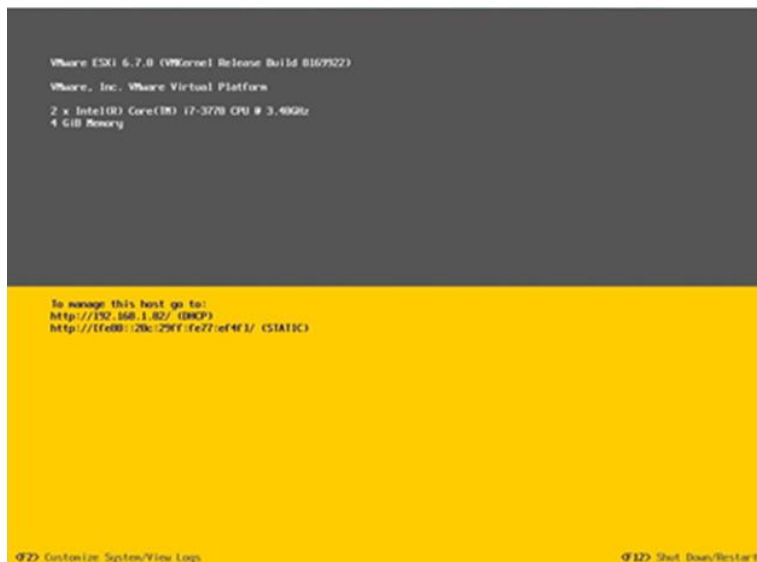 VMware ESXi 6.7.0 (VMKernel Release Build 8169922)
VMware, Inc. VMware Virtual Platform
2 x Intel(R) Core(TM) i7-3770 CPU @ 3.40GHz
4 GiB Memory
To manage this host go to:
http://192.168.1.82/ (DHCP)
http://[fe80::20c:29ff:fe77:ef4f]/ (STATIC)
<F2> Customize System/View Logs
<F12> Shut Down/Restart